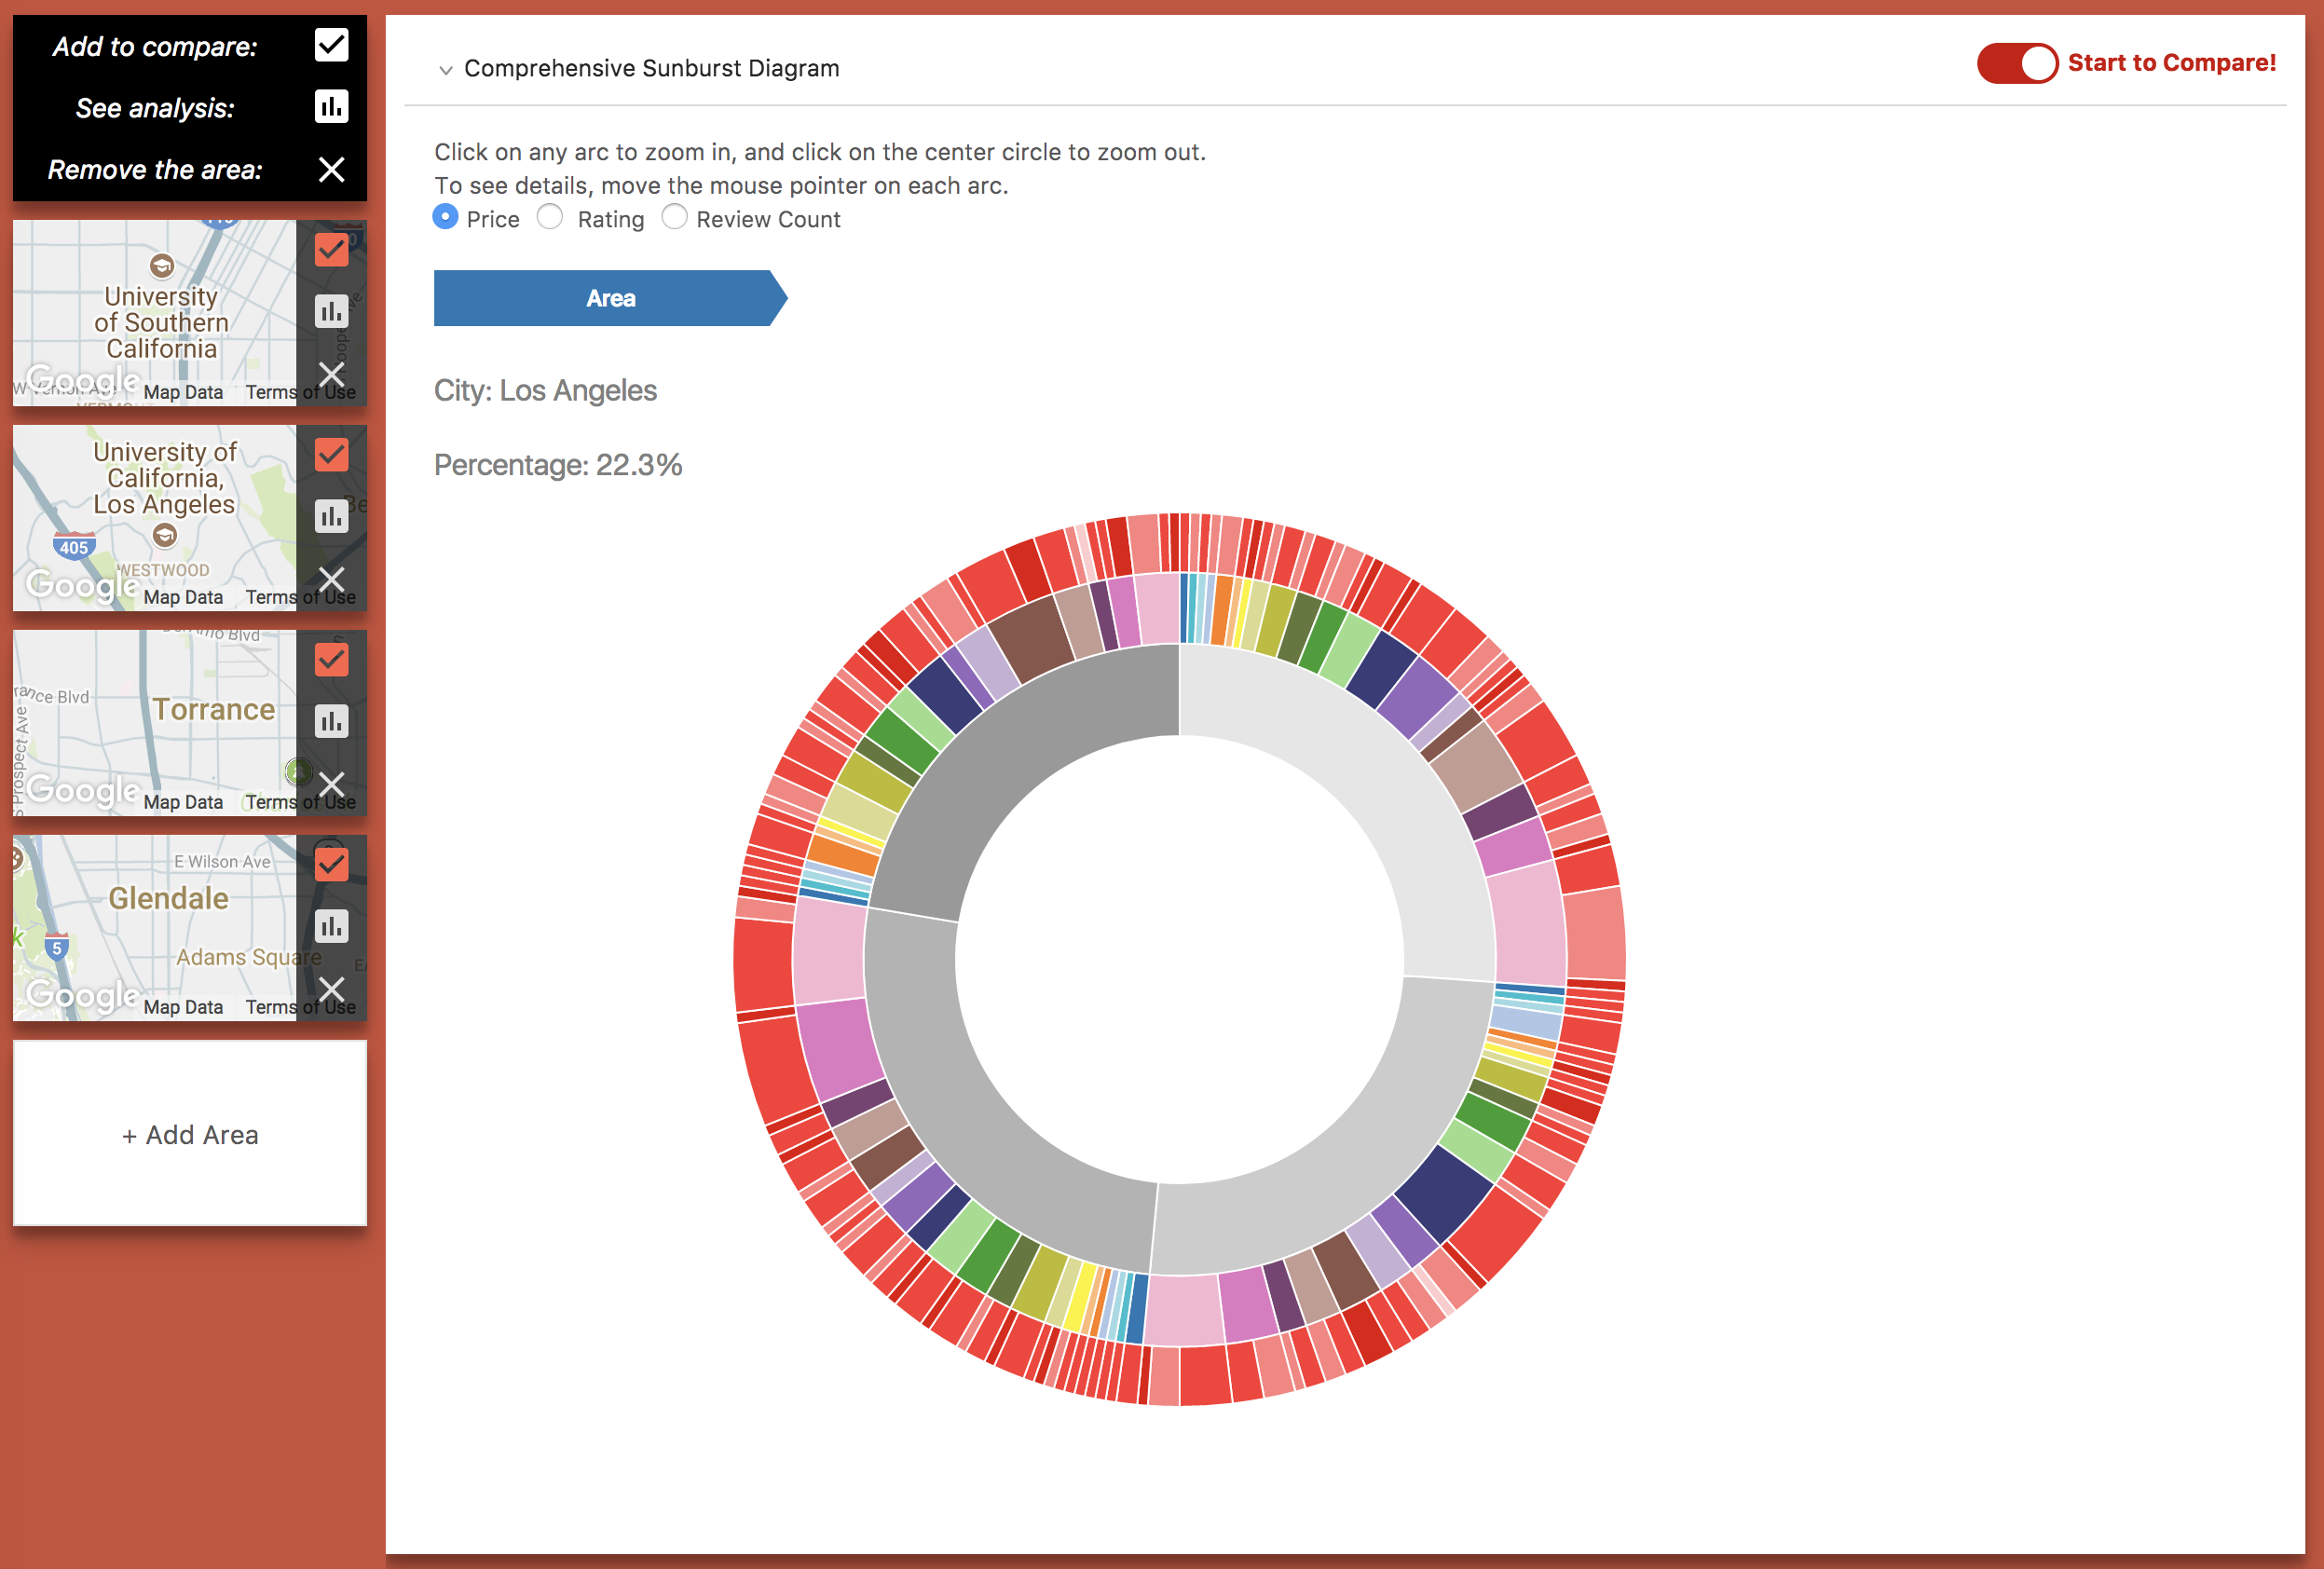 Add to compare:
See analysis:
Remove the area:
University
of Southern
California
Google
Map Data
Terms of Use
University of
California,
Los Angeles
405
WESTWOOD
Google
Map Data
Terms of Use
Torrance
S Prospect Ave
Google
Map Data
Terms of Use
E Wilson Ave
Glendale
5
Adams Square
Google
Map Data
Terms of Use
+ Add Area
Comprehensive Sunburst Diagram
Start to Compare!
Click on any arc to zoom in, and click on the center circle to zoom out.
To see details, move the mouse pointer on each arc.
Price Rating Review Count
Area
City: Los Angeles
Percentage: 22.3%